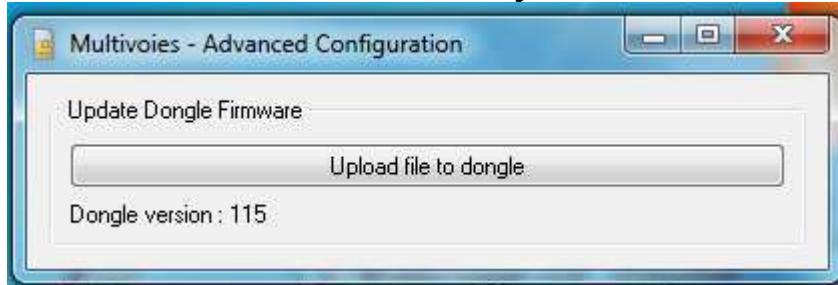 Multivoies - Advanced Configuration
Update Dongle Firmware
Upload file to dongle
Dongle version : 115